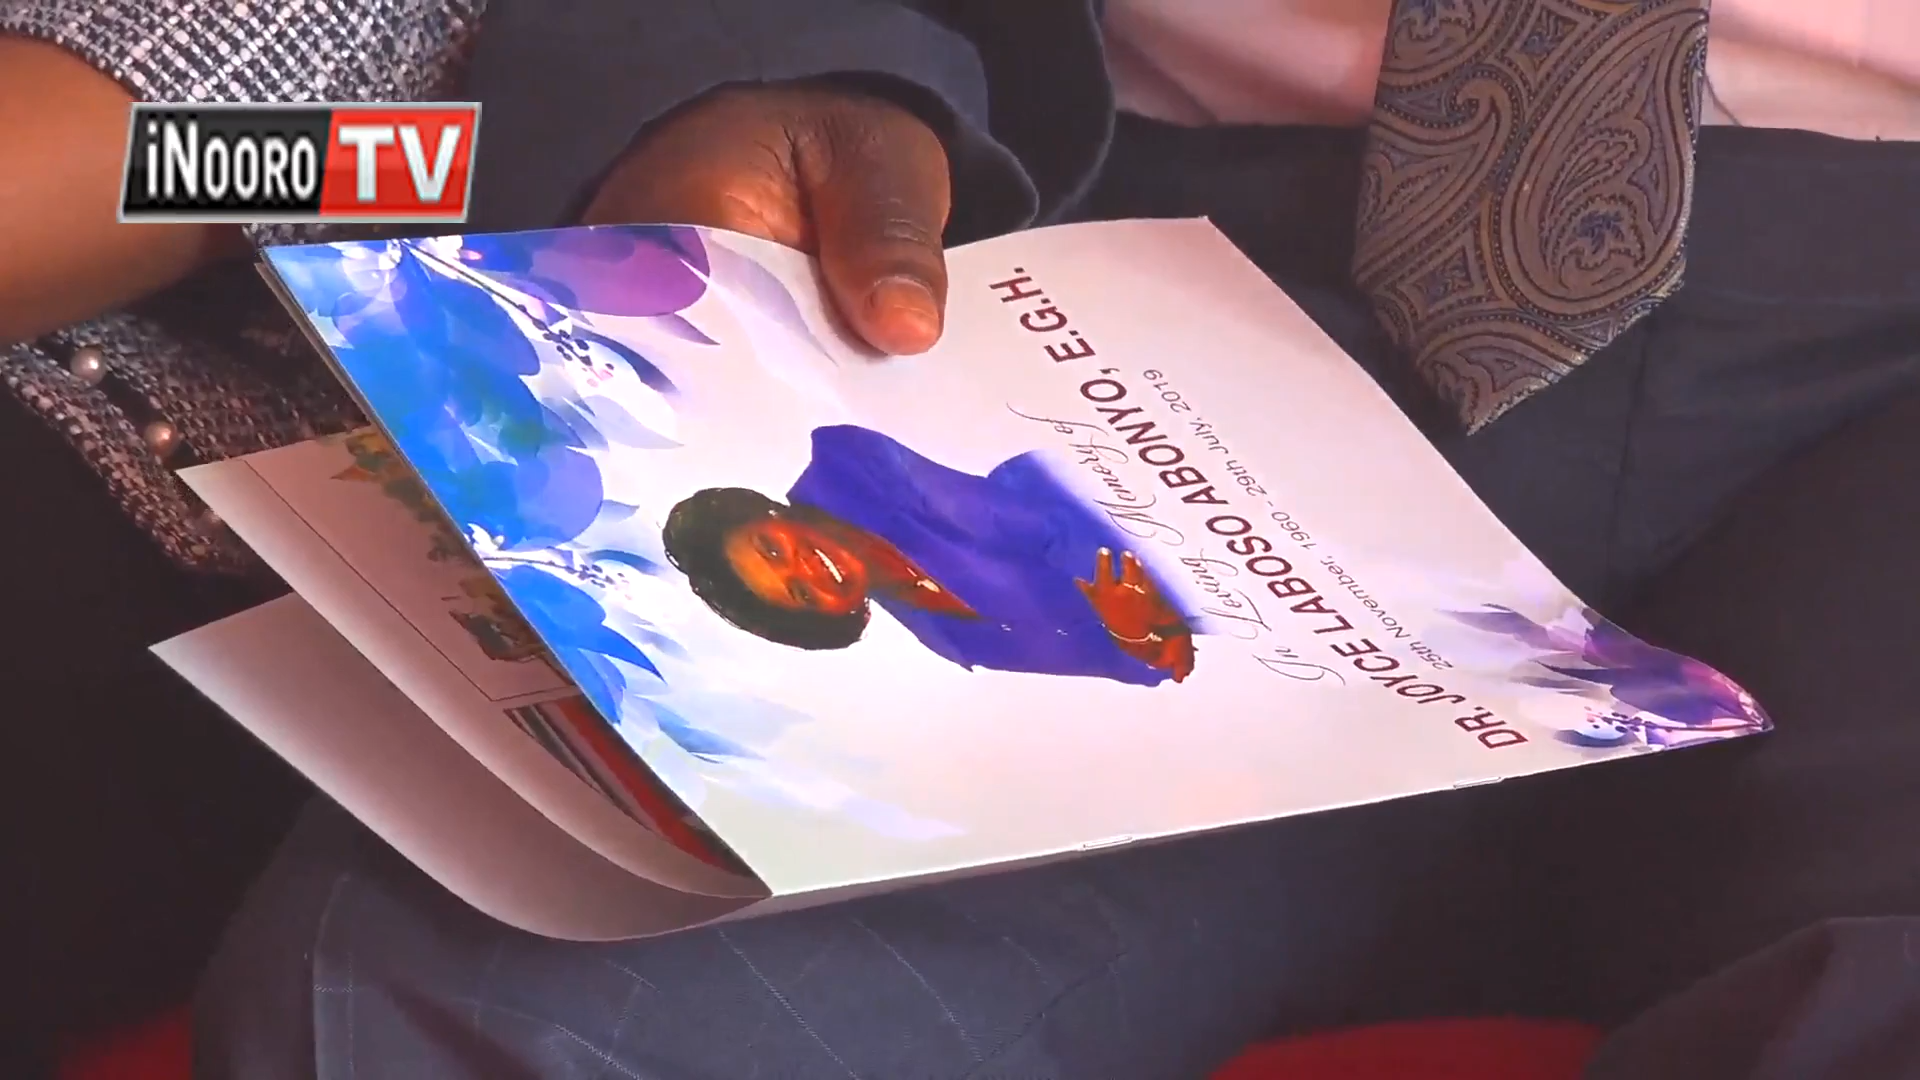 iNOORO TV
In Loving Memory of
DR. JOYCE LABOSO ABONYO, E.G.H.
25th November, 1960 - 29th July, 2019